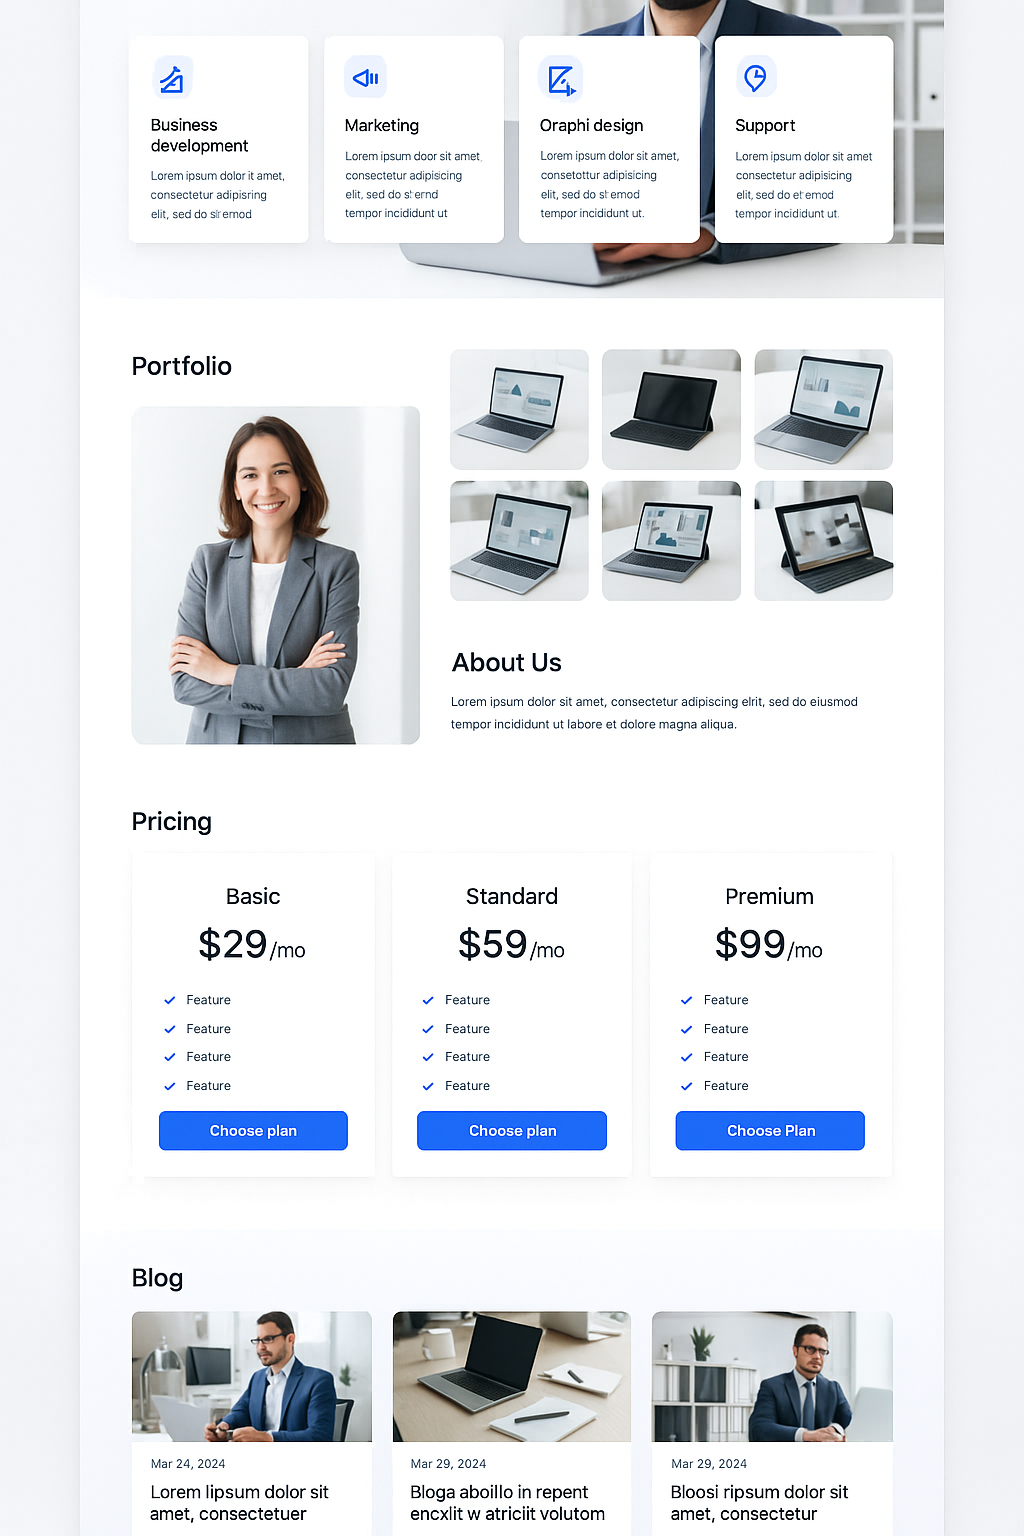 Business
development
Lorem ipsum dolor it amet,
consectetur adipisring
elit, sed do sit emod
Marketing
Lorem ipsum door sit amet,
consectetur adipisicing
elit, sed do st ernd
tempor incididunt ut
Oraphi design
Lorem ipsum dolor sit amet,
consetottur adipisicing
elit, sed do st emod
tempor incididunt ut.
Support
Lorem ipsum dolor sit amet
consectetur adipisicing
elit, sed do et emod
tempor incididunt ut.
Portfolio
About Us
Lorem ipsum dolor sit amet, consectetur adipiscing elrit, sed do eiusmod
tempor incididunt ut labore et dolore magna aliqua.
Pricing
Basic
$29/mo
Feature
Feature
Feature
Feature
Choose plan
Standard
$59/mo
Feature
Feature
Feature
Feature
Choose plan
Premium
$99/mo
Feature
Feature
Feature
Feature
Choose Plan
Blog
Mar 24, 2024
Lorem lipsum dolor sit
amet, consectetuer
Mar 29, 2024
Bloga aboillo in repent
encxlit w atriciit volutom
Mar 29, 2024
Bloosi ripsum dolor sit
amet, consectetur